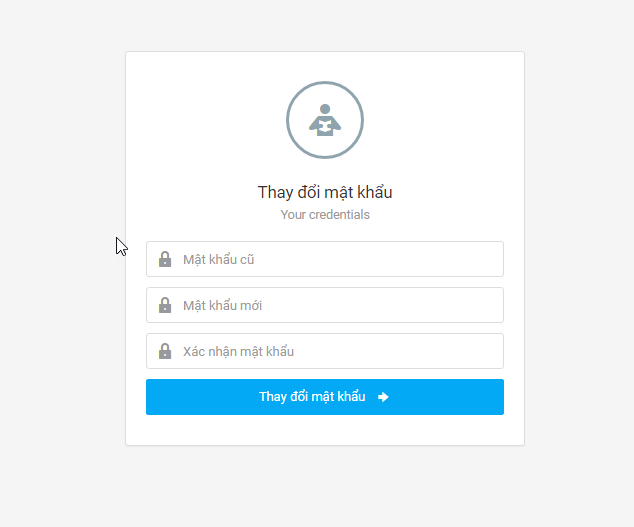 Thay đổi mật khẩu
Your credentials
Mật khẩu cũ
Mật khẩu mới
Xác nhận mật khẩu
Thay đổi mật khẩu